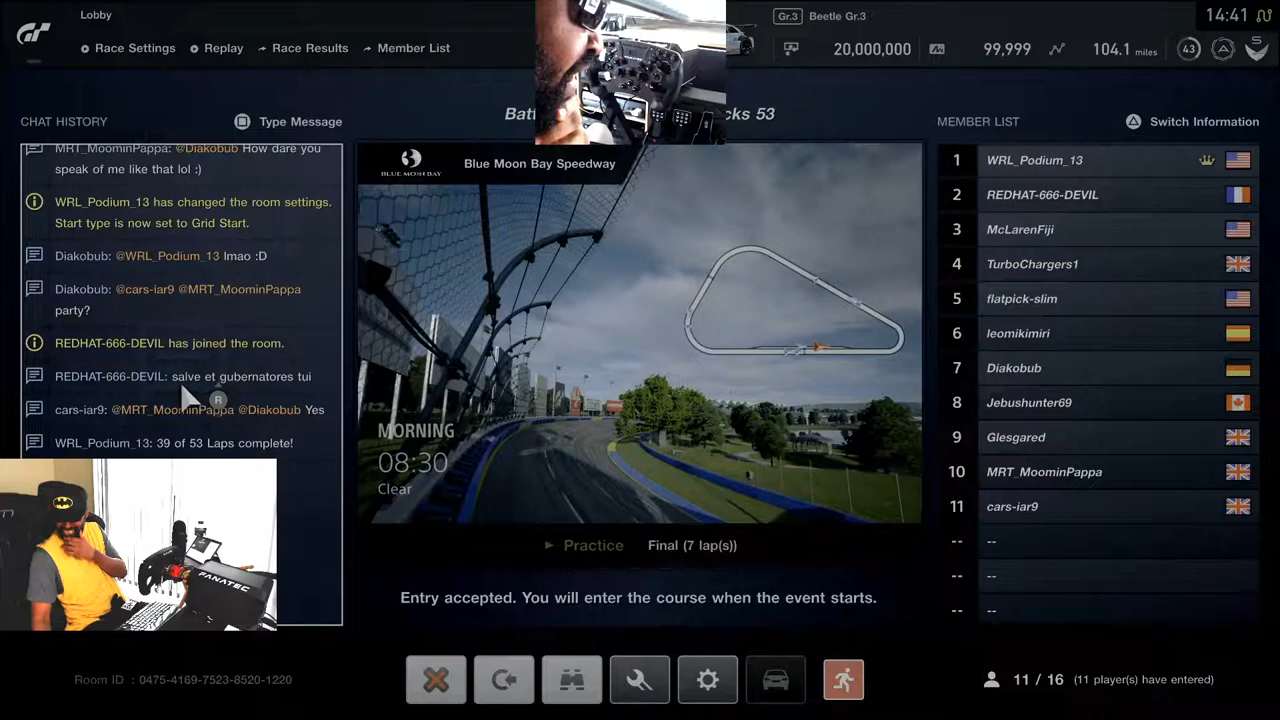 Lobby
Race Settings
Replay
Race Results
Member List
Gr.3
Beetle Gr.3
14:41
20,000,000
99,999
104.1 miles
43
A
S
CHAT HISTORY
Type Message
MRT_MoominPappa: @Diakobub How dare you
speak of me like that lol :)
WRL_Podium_13 has changed the room settings.
Start type is now set to Grid Start.
Diakobub: @WRL_Podium_13 lmao :D
Diakobub: @cars-iar9 @MRT_MoominPappa
party?
REDHAT-666-DEVIL has joined the room.
REDHAT-666-DEVIL: salve et gubernatores tui
R
cars-iar9: @MRT_MoominPappa @Diakobub Yes
WRL_Podium_13: 39 of 53 Laps complete!
FANATEC
53
BLUE MOON BAY
Blue Moon Bay Speedway
MORNING
08:30
Clear
Practice
Final (7 lap(s))
Entry accepted. You will enter the course when the event starts.
MEMBER LIST
Switch Information
1 WRL_Podium_13
2 REDHAT-666-DEVIL
3 McLarenFiji
4 TurboChargers1
5 flatpick-slim
6 leomikimiri
7 Diakobub
8 Jebushunter69
9 Glesgared
10 MRT_MoominPappa
11 cars-iar9
-- --
-- --
-- --
Room ID : 0475-4169-7523-8520-1220
11 / 16 (11 player(s) have entered)